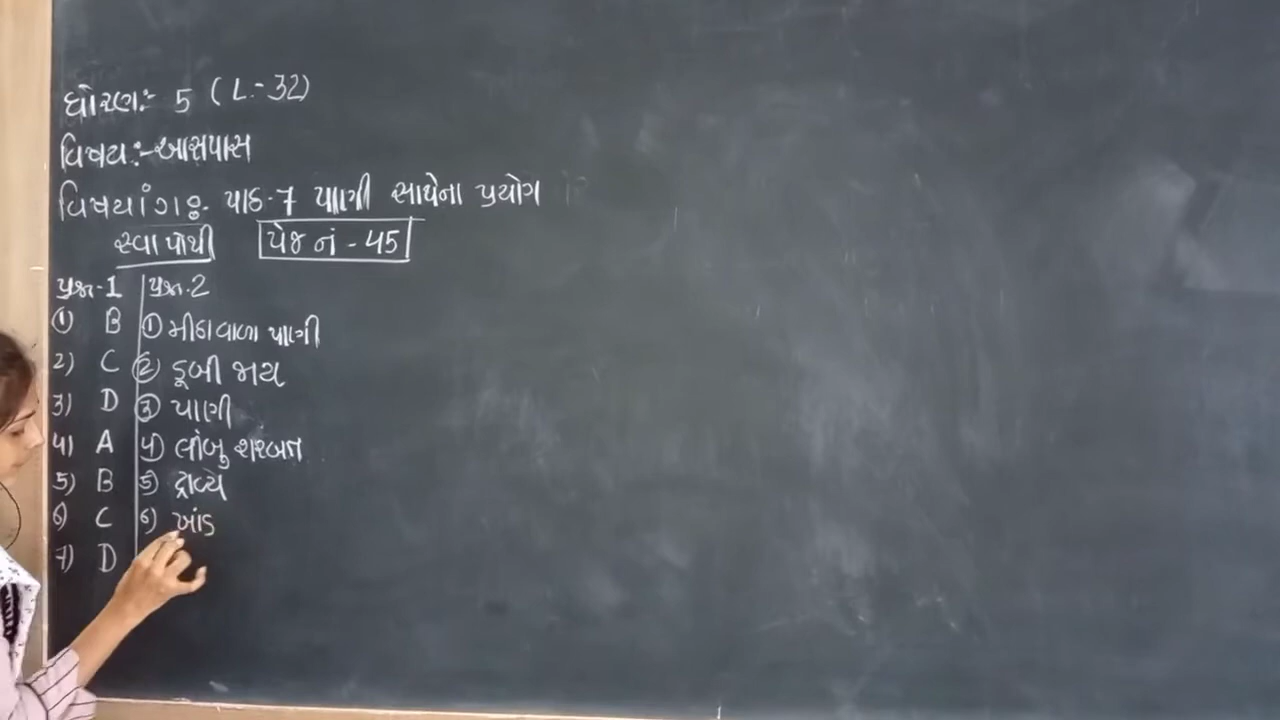 ધોરણ:- 5 (L.-32)
વિષય:- આસપાસ
વિષયાંગ:- પાઠ-7 પાણી સાથેના પ્રયોગ
સ્વાપોથી પેજ નં - 45
પ્રશ્ન-1 પ્રશ્ન-2
① B ① મીઠાવાળા પાણી
2) C ② ડૂબી જાય
3) D ③ પાણી
4) A 4) લીંબુ શરબત
5) B 5) દ્રાવ્ય
6) C 6) ખાંડ
7) D